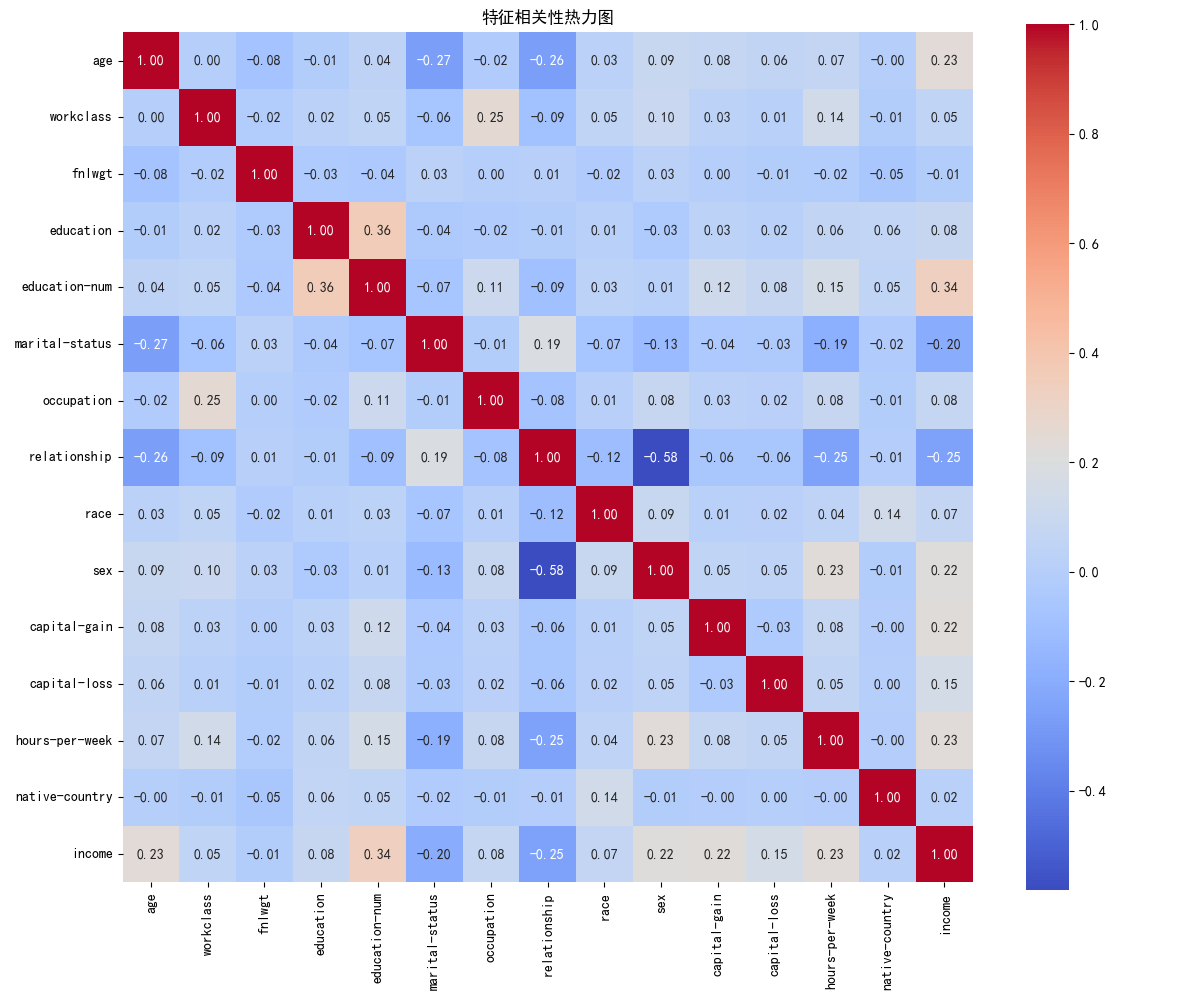 特征相关性热力图
age 1.00 0.00 -0.08 -0.01 0.04 -0.27 -0.02 -0.26 0.03 0.09 0.08 0.06 0.07 -0.00 0.23
workclass 0.00 1.00 -0.02 0.02 0.05 -0.06 0.25 -0.09 0.05 0.10 0.03 0.01 0.14 -0.01 0.05
fnlwgt -0.08 -0.02 1.00 -0.03 -0.04 0.03 0.00 0.01 -0.02 0.03 0.00 -0.01 -0.02 -0.05 -0.01
education -0.01 0.02 -0.03 1.00 0.36 -0.04 -0.02 -0.01 0.01 -0.03 0.03 0.02 0.06 0.06 0.08
education-num 0.04 0.05 -0.04 0.36 1.00 -0.07 0.11 -0.09 0.03 0.01 0.12 0.08 0.15 0.05 0.34
marital-status -0.27 -0.06 0.03 -0.04 -0.07 1.00 -0.01 0.19 -0.07 -0.13 -0.04 -0.03 -0.19 -0.02 -0.20
occupation -0.02 0.25 0.00 -0.02 0.11 -0.01 1.00 -0.08 0.01 0.08 0.03 0.02 0.08 -0.01 0.08
relationship -0.26 -0.09 0.01 -0.01 -0.09 0.19 -0.08 1.00 -0.12 -0.58 -0.06 -0.06 -0.25 -0.01 -0.25
race 0.03 0.05 -0.02 0.01 0.03 -0.07 0.01 -0.12 1.00 0.09 0.01 0.02 0.04 0.14 0.07
sex 0.09 0.10 0.03 -0.03 0.01 -0.13 0.08 -0.58 0.09 1.00 0.05 0.05 0.23 -0.01 0.22
capital-gain 0.08 0.03 0.00 0.03 0.12 -0.04 0.03 -0.06 0.01 0.05 1.00 -0.03 0.08 -0.00 0.22
capital-loss 0.06 0.01 -0.01 0.02 0.08 -0.03 0.02 -0.06 0.02 0.05 -0.03 1.00 0.05 0.00 0.15
hours-per-week 0.07 0.14 -0.02 0.06 0.15 -0.19 0.08 -0.25 0.04 0.23 0.08 0.05 1.00 -0.00 0.23
native-country -0.00 -0.01 -0.05 0.06 0.05 -0.02 -0.01 -0.01 0.14 -0.01 -0.00 0.00 -0.00 1.00 0.02
income 0.23 0.05 -0.01 0.08 0.34 -0.20 0.08 -0.25 0.07 0.22 0.22 0.15 0.23 0.02 1.00
age
workclass
fnlwgt
education
education-num
marital-status
occupation
relationship
race
sex
capital-gain
capital-loss
hours-per-week
native-country
income
1.0
0.8
0.6
0.4
0.2
0.0
-0.2
-0.4